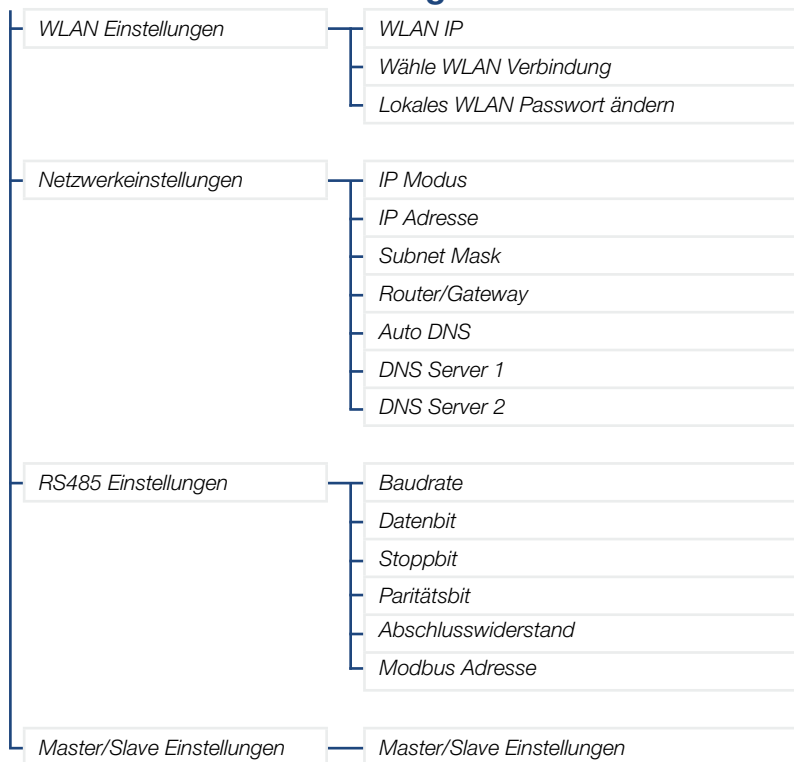 WLAN Einstellungen
WLAN IP
Wähle WLAN Verbindung
Lokales WLAN Passwort ändern
Netzwerkeinstellungen
IP Modus
IP Adresse
Subnet Mask
Router/Gateway
Auto DNS
DNS Server 1
DNS Server 2
RS485 Einstellungen
Baudrate
Datenbit
Stoppbit
Paritätsbit
Abschlusswiderstand
Modbus Adresse
Master/Slave Einstellungen
Master/Slave Einstellungen